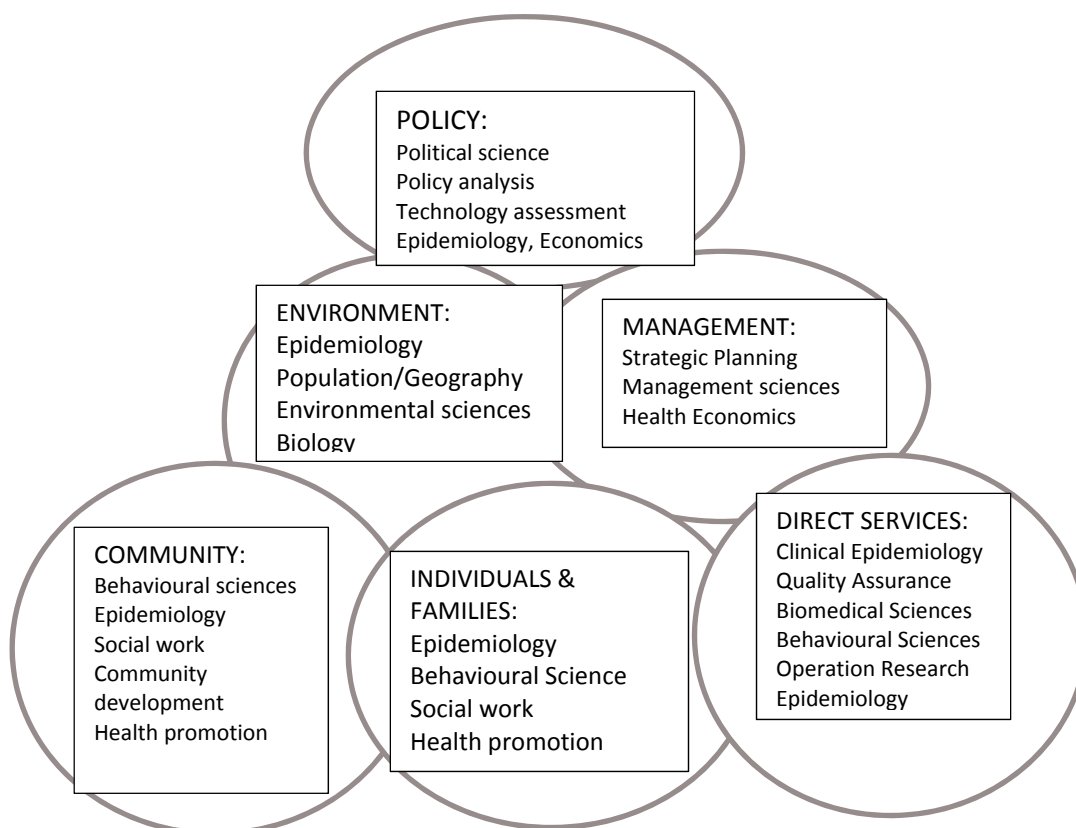 POLICY:
Political science
Policy analysis
Technology assessment
Epidemiology, Economics
ENVIRONMENT:
Epidemiology
Population/Geography
Environmental sciences
Biology
MANAGEMENT:
Strategic Planning
Management sciences
Health Economics
COMMUNITY:
Behavioural sciences
Epidemiology
Social work
Community
development
Health promotion
INDIVIDUALS &
FAMILIES:
Epidemiology
Behavioural Science
Social work
Health promotion
DIRECT SERVICES:
Clinical Epidemiology
Quality Assurance
Biomedical Sciences
Behavioural Sciences
Operation Research
Epidemiology